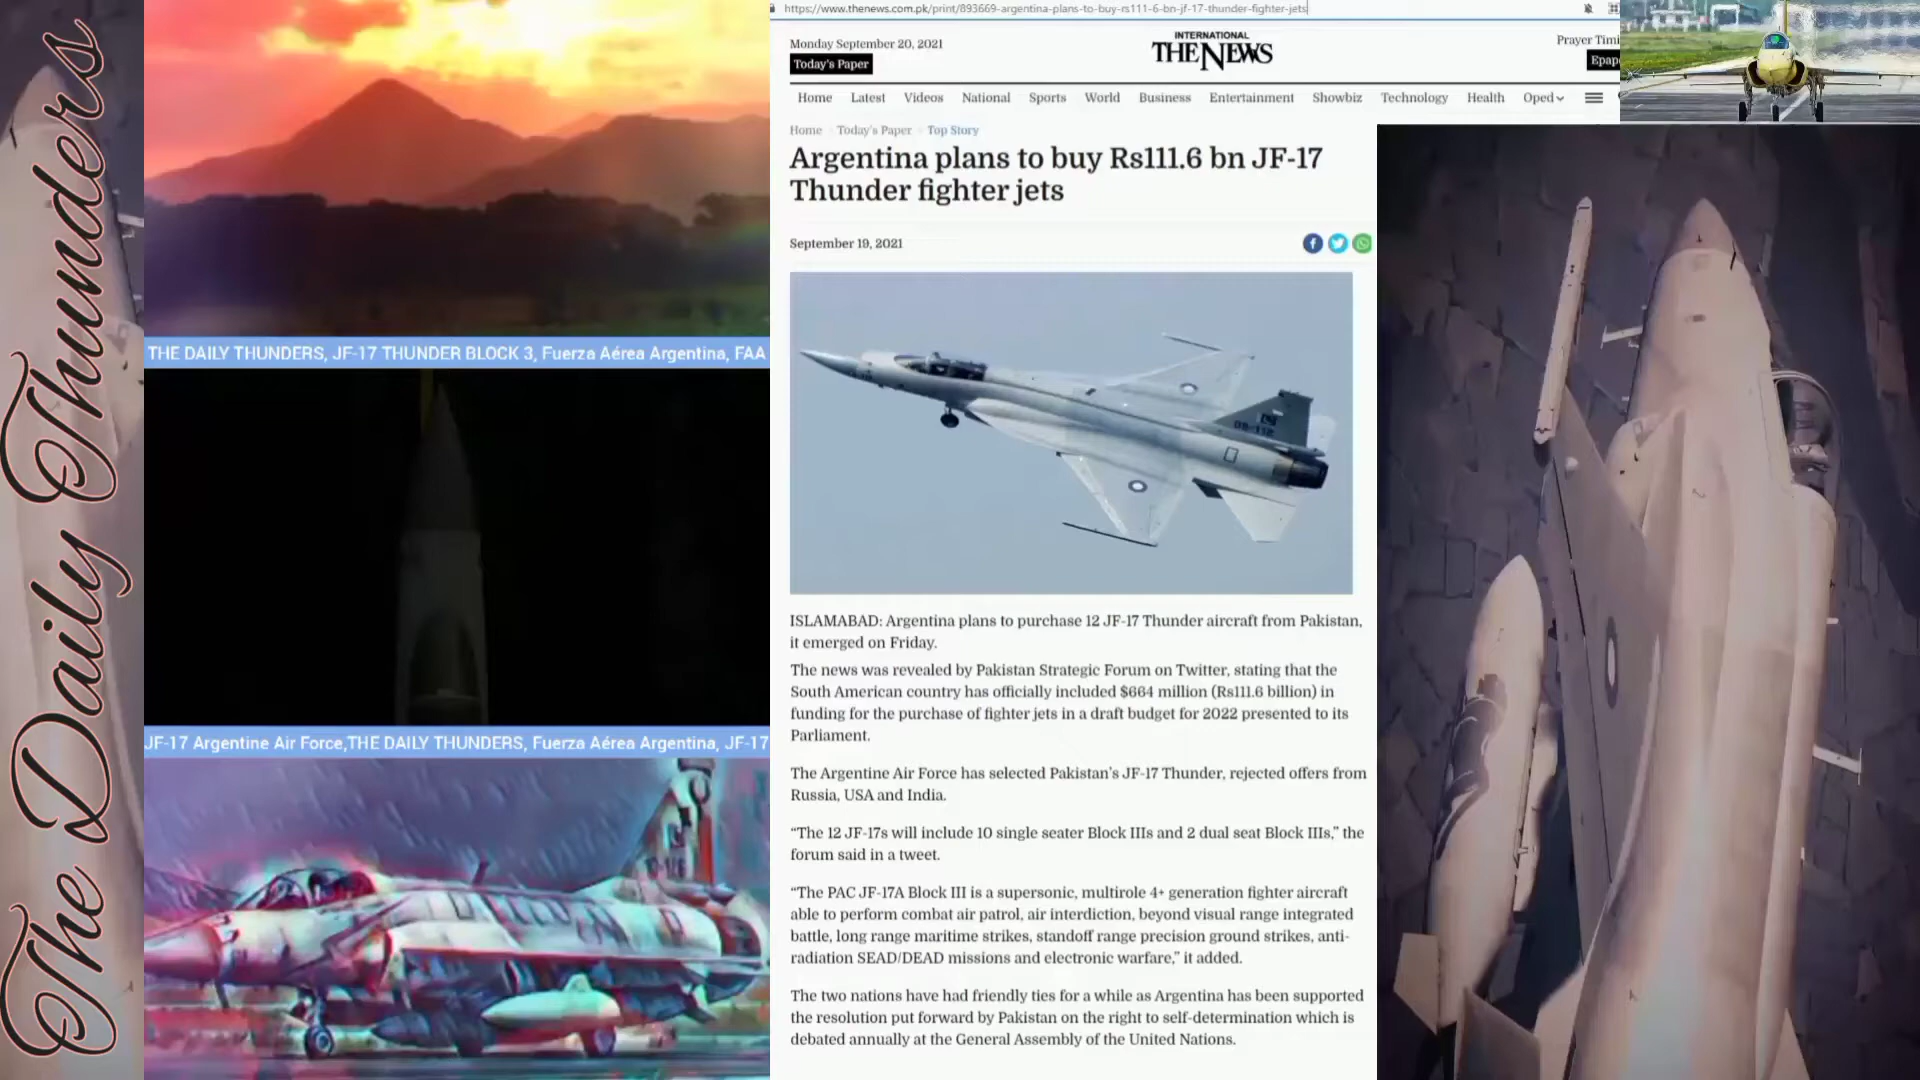 The Daily Thunders
THE DAILY THUNDERS, JF-17 THUNDER BLOCK 3, Fuerza Aérea Argentina, FAA
JF-17 Argentine Air Force,THE DAILY THUNDERS, Fuerza Aérea Argentina, JF-17
https://www.thenews.com.pk/print/893669-argentina-plans-to-buy-rs111-6-bn-jf-17-thunder-fighter-jets
Monday September 20, 2021
Today's Paper
INTERNATIONAL
THE NEWS
Prayer Timi
Epap
Home Latest Videos National Sports World Business Entertainment Showbiz Technology Health Oped
Home Today's Paper Top Story
Argentina plans to buy Rs111.6 bn JF-17
Thunder fighter jets
September 19, 2021
ISLAMABAD: Argentina plans to purchase 12 JF-17 Thunder aircraft from Pakistan,
it emerged on Friday.
The news was revealed by Pakistan Strategic Forum on Twitter, stating that the
South American country has officially included $664 million (Rs111.6 billion) in
funding for the purchase of fighter jets in a draft budget for 2022 presented to its
Parliament.
The Argentine Air Force has selected Pakistan’s JF-17 Thunder, rejected offers from
Russia, USA and India.
“The 12 JF-17s will include 10 single seater Block IIIs and 2 dual seat Block IIIs,” the
forum said in a tweet.
“The PAC JF-17A Block III is a supersonic, multirole 4+ generation fighter aircraft
able to perform combat air patrol, air interdiction, beyond visual range integrated
battle, long range maritime strikes, standoff range precision ground strikes, anti-
radiation SEAD/DEAD missions and electronic warfare,” it added.
The two nations have had friendly ties for a while as Argentina has been supported
the resolution put forward by Pakistan on the right to self-determination which is
debated annually at the General Assembly of the United Nations.